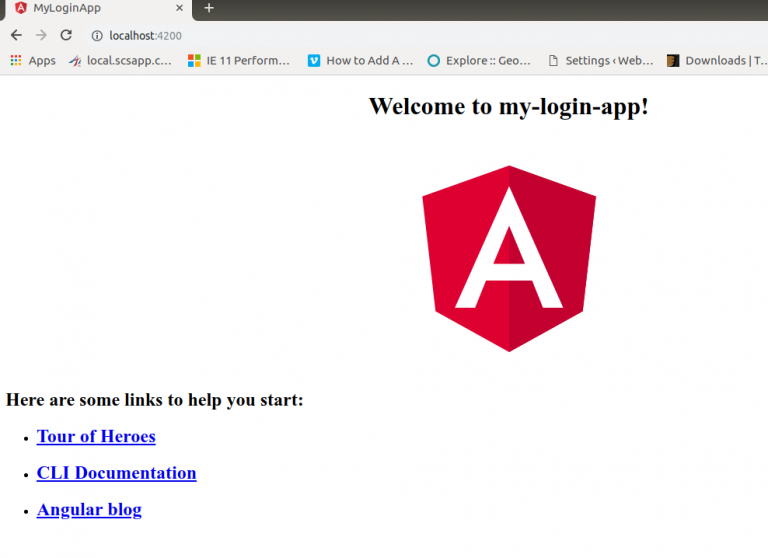 MyLoginApp
localhost:4200
Apps local.scsapp.c... IE 11 Perform... How to Add A ... Explore :: Geo... Settings ‹ Web... Downloads | T...
Welcome to my-login-app!
A
Here are some links to help you start:
Tour of Heroes
CLI Documentation
Angular blog